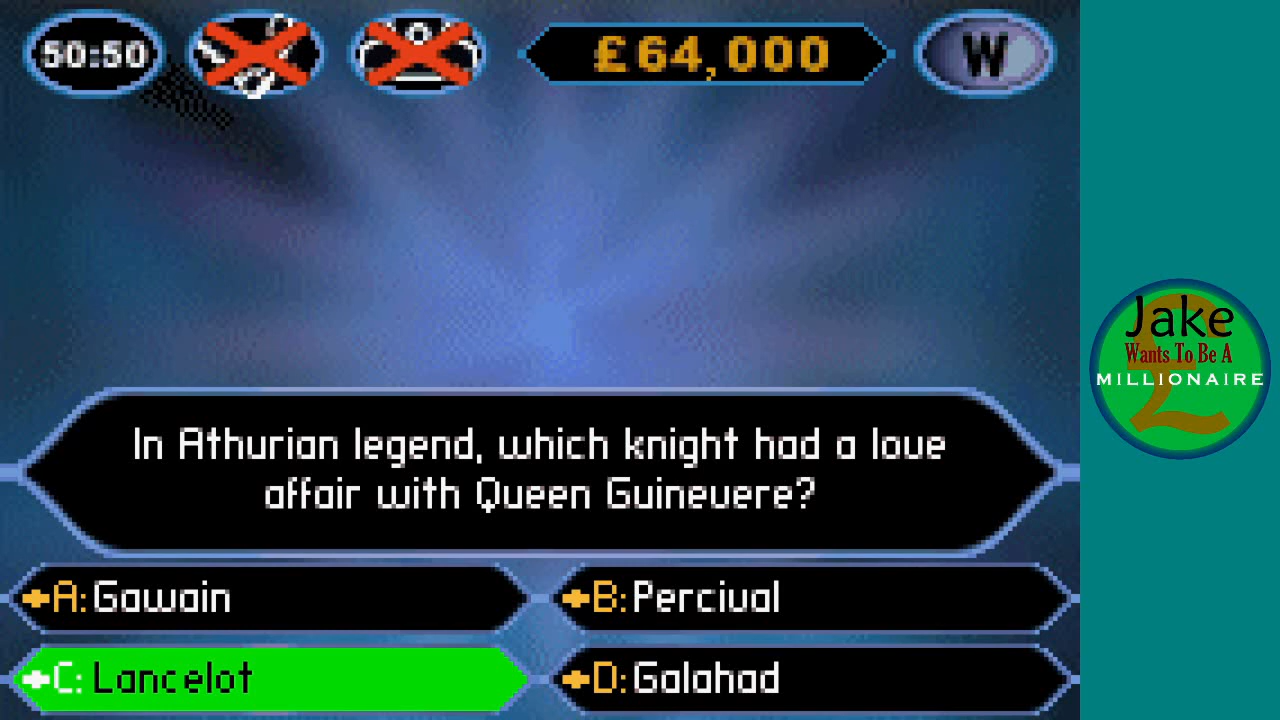 50:50
£64,000
W
Jake
Wants To Be A
MILLIONAIRE
£
In Athurian legend, which knight had a love
affair with Queen Guinevere?
A: Gawain
B: Percival
C: Lancelot
D: Galahad